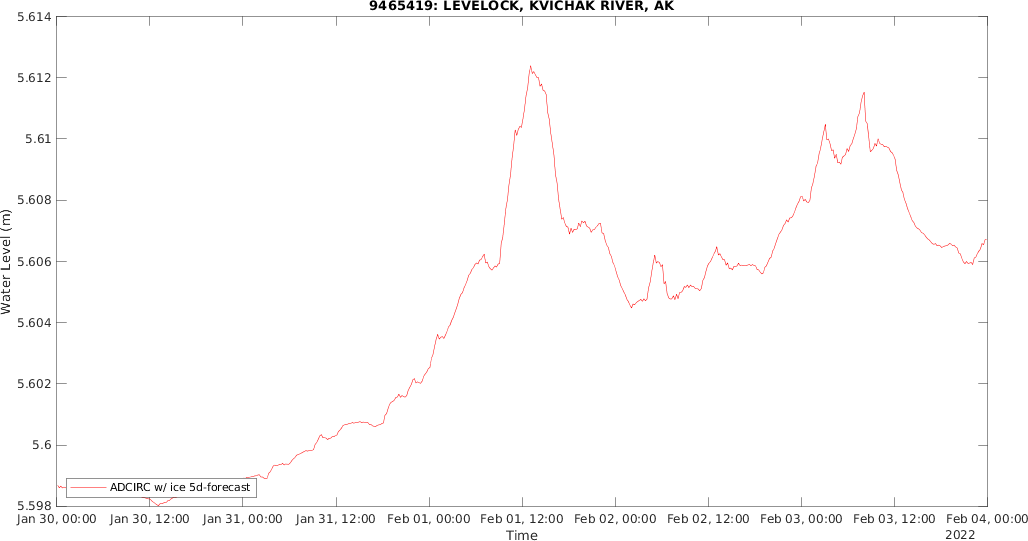 9465419: LEVELOCK, KVICHAK RIVER, AK
Water Level (m)
5.614
5.612
5.61
5.608
5.606
5.604
5.602
5.6
5.598
ADCIRC w/ ice 5d-forecast
Jan 30, 00:00 Jan 30, 12:00 Jan 31, 00:00 Jan 31, 12:00 Feb 01, 00:00 Feb 01, 12:00 Feb 02, 00:00 Feb 02, 12:00 Feb 03, 00:00 Feb 03, 12:00 Feb 04, 00:00
Time
2022